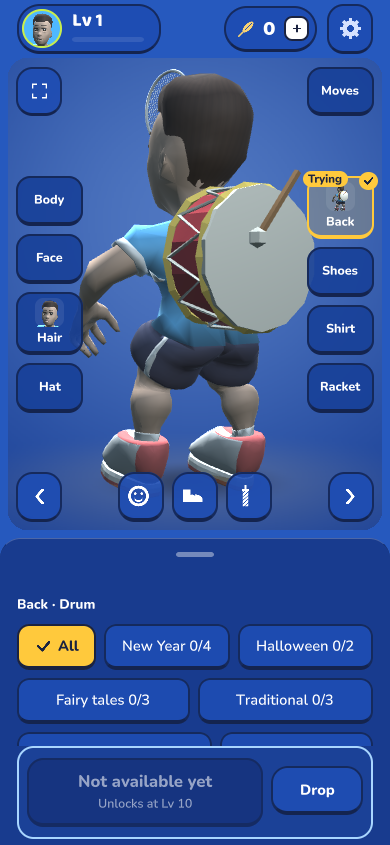 Lv 1
0 +
Moves
Trying
Body
Back
Face
Shoes
Hair
Shirt
Hat
Racket
Back · Drum
All
New Year 0/4
Halloween 0/2
Fairy tales 0/3
Traditional 0/3
Not available yet
Unlocks at Lv 10
Drop